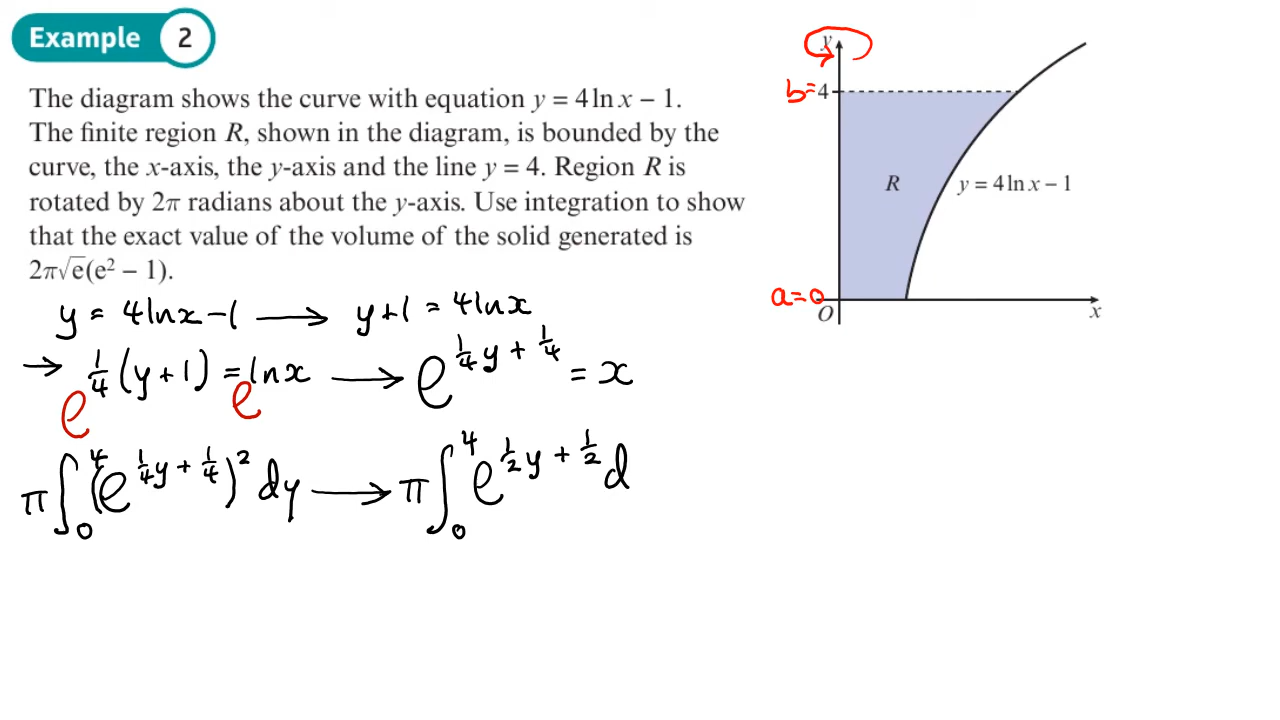 Example 2
The diagram shows the curve with equation y = 4 ln x − 1.
The finite region R, shown in the diagram, is bounded by the
curve, the x-axis, the y-axis and the line y = 4. Region R is
rotated by 2π radians about the y-axis. Use integration to show
that the exact value of the volume of the solid generated is
2π√e(e² − 1).
y = 4lnx−1 ⟶ y+1 = 4lnx
→ 1/4 (y+1) = lnx ⟶ e^(1/4 y + 1/4) = x
e e
π∫₀⁴ (e^(1/4 y + 1/4))² dy ⟶ π∫₀⁴ e^(1/2 y + 1/2) d
y
b=4
R
y = 4 ln x − 1
a=0
O
x